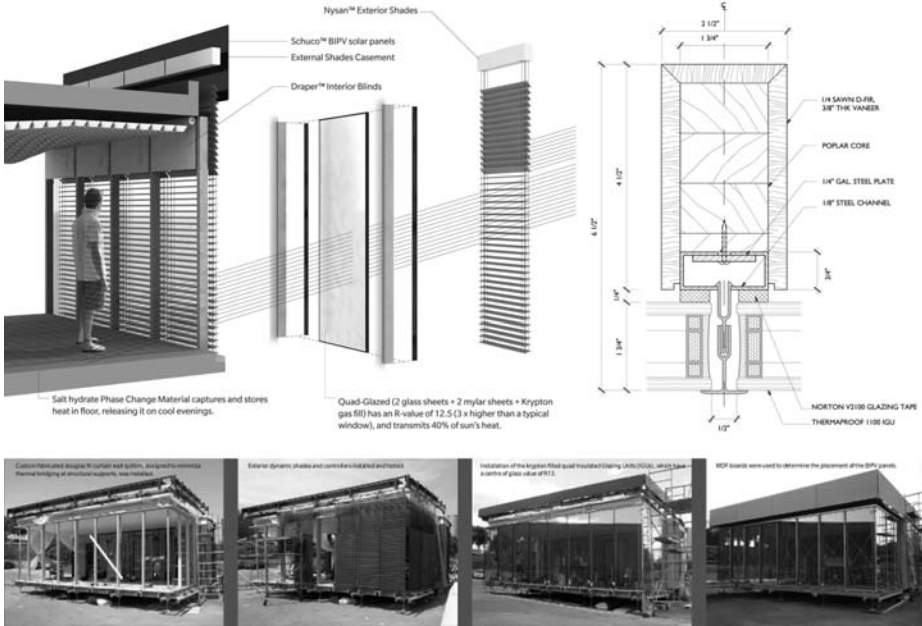 Nysan™ Exterior Shades
Schuco™ BIPV solar panels
External Shades Casement
Draper™ Interior Blinds
Salt hydrate Phase Change Material captures and stores
heat in floor, releasing it on cool evenings.
Quad-Glazed (2 glass sheets + 2 mylar sheets + Krypton
gas fill) has an R-value of 12.5 (3 x higher than a typical
window), and transmits 40% of sun's heat.
℄
2 1/2"
1 3/4"
6 1/2"
4 1/2"
1/4"
1 3/4"
3/4"
1/2"
1/4 SAWN D-FIR,
3/8" THK VANEER
POPLAR CORE
1/4" GAL. STEEL PLATE
1/8" STEEL CHANNEL
NORTON V2100 GLAZING TAPE
THERMAPROOF 1100 IGU
Custom fabricated douglas fir curtain wall system, designed to minimize
thermal bridging at structural supports, was installed.
Exterior dynamic shades and controllers installed and tested.
Installation of the krypton filled quad Insulated Glazing Units (IGUs), which have
a centre of glass value of R13.
MDF boards were used to determine the placement of the BIPV panels.